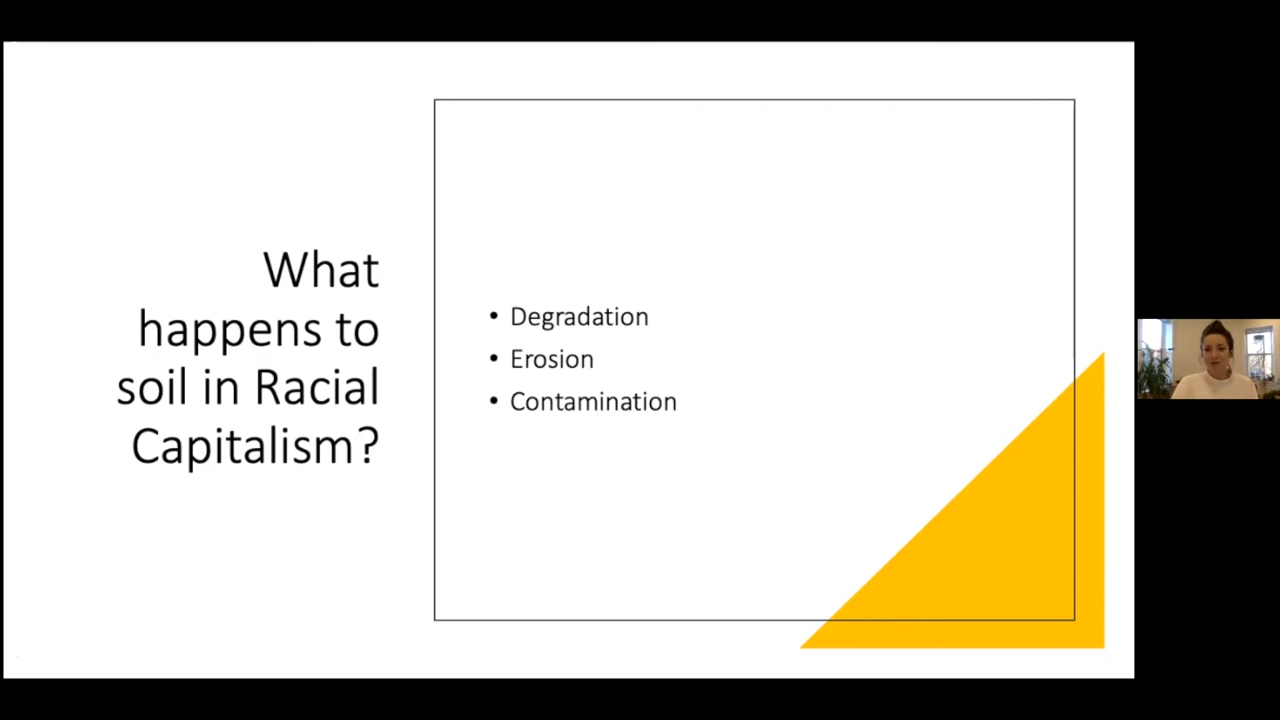 What
happens to
soil in Racial
Capitalism?
• Degradation
• Erosion
• Contamination